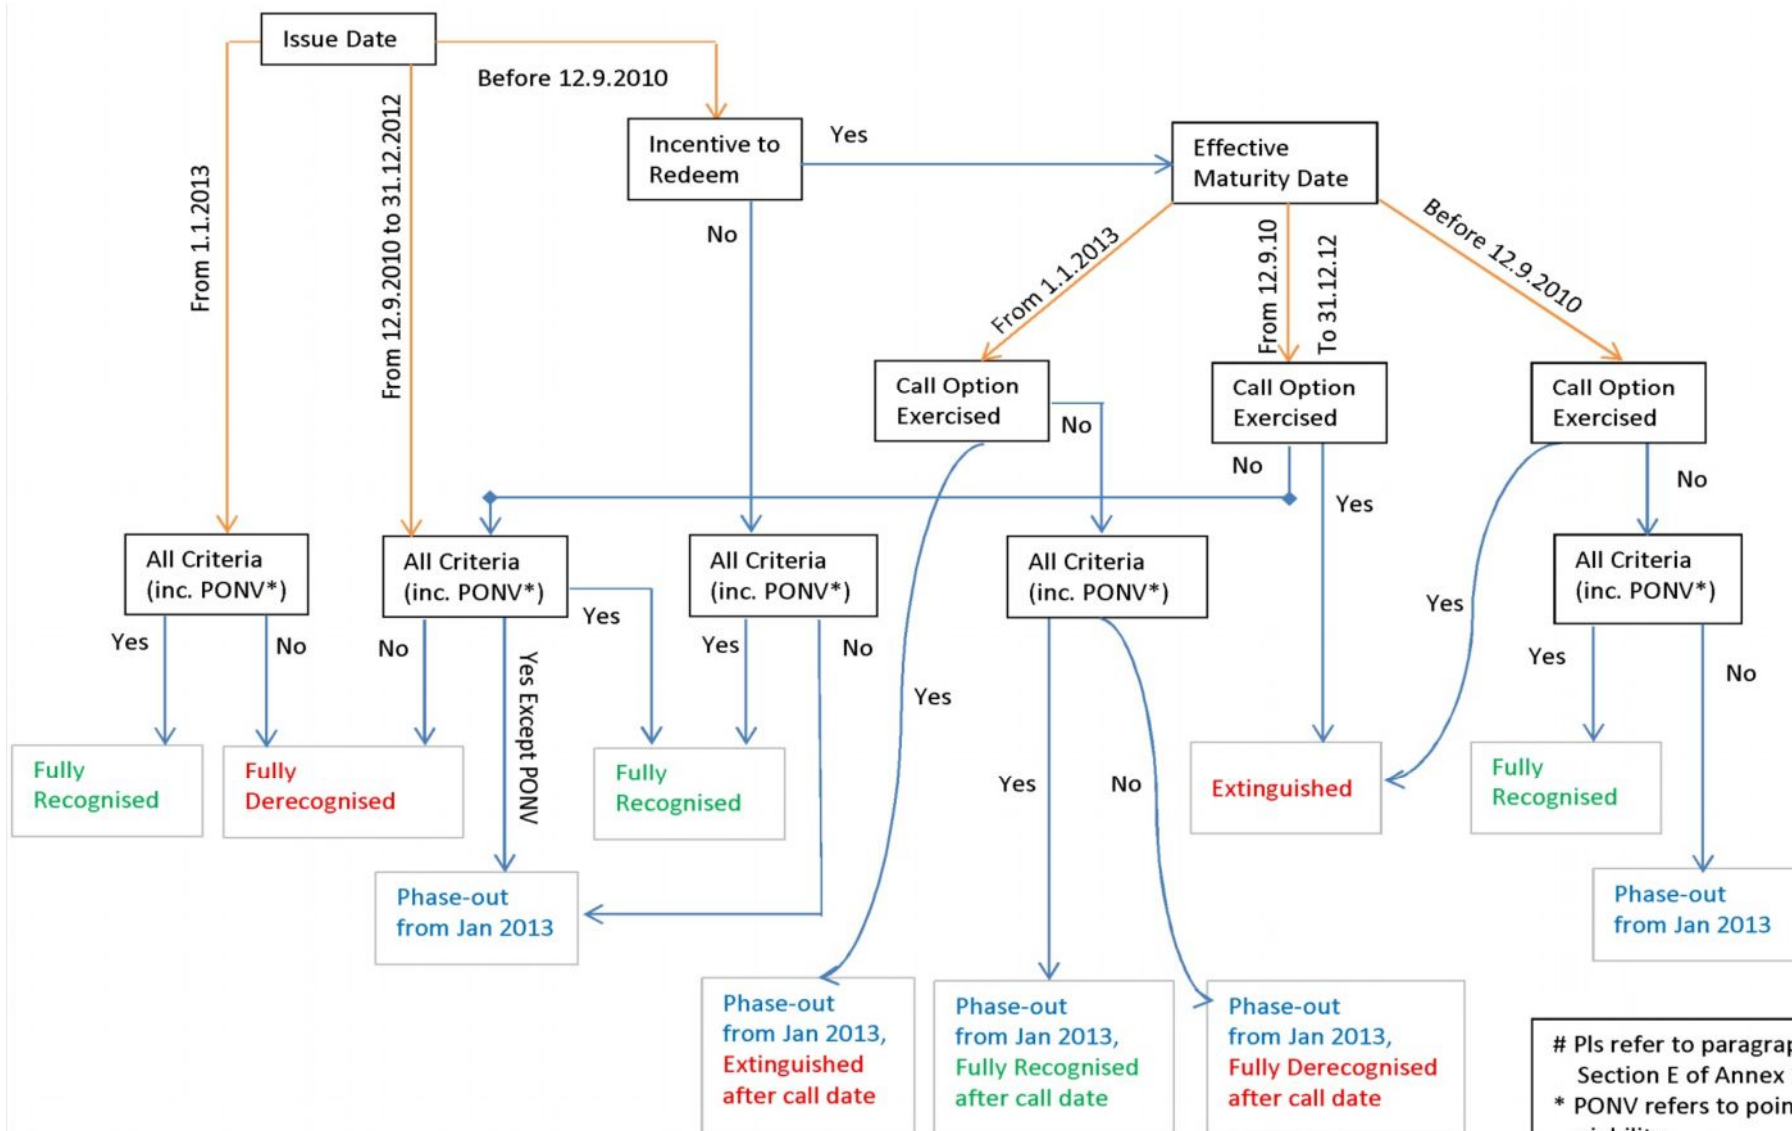 Issue Date
Before 12.9.2010
From 1.1.2013
From 12.9.2010 to 31.12.2012
Incentive to
Redeem
Yes
No
Effective
Maturity Date
From 1.1.2013
From 12.9.10
To 31.12.12
Before 12.9.2010
Call Option
Exercised
No
Yes
Call Option
Exercised
No
Yes
Call Option
Exercised
No
Yes
All Criteria
(inc. PONV*)
Yes
No
All Criteria
(inc. PONV*)
No
Yes Except PONV
Yes
All Criteria
(inc. PONV*)
Yes
No
All Criteria
(inc. PONV*)
Yes
No
All Criteria
(inc. PONV*)
Yes
No
Fully
Recognised
Fully
Derecognised
Fully
Recognised
Extinguished
Fully
Recognised
Phase-out
from Jan 2013
Phase-out
from Jan 2013
Phase-out
from Jan 2013,
Extinguished
after call date
Phase-out
from Jan 2013,
Fully Recognised
after call date
Phase-out
from Jan 2013,
Fully Derecognised
after call date
# Pls refer to paragrap
Section E of Annex
* PONV refers to poin